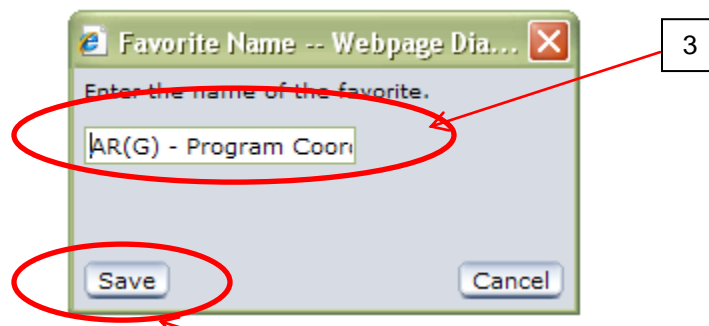 Favorite Name -- Webpage Dia...
3
Enter the name of the favorite.
AR(G) - Program Coor
Save
Cancel